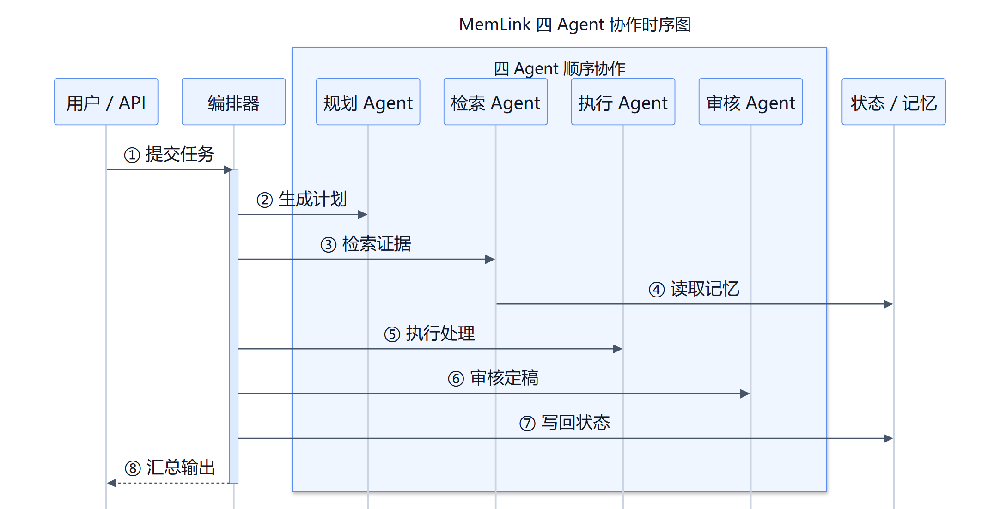 MemLink 四 Agent 协作时序图
四 Agent 顺序协作
用户 / API
编排器
规划 Agent
检索 Agent
执行 Agent
审核 Agent
状态 / 记忆
① 提交任务
② 生成计划
③ 检索证据
④ 读取记忆
⑤ 执行处理
⑥ 审核定稿
⑦ 写回状态
⑧ 汇总输出